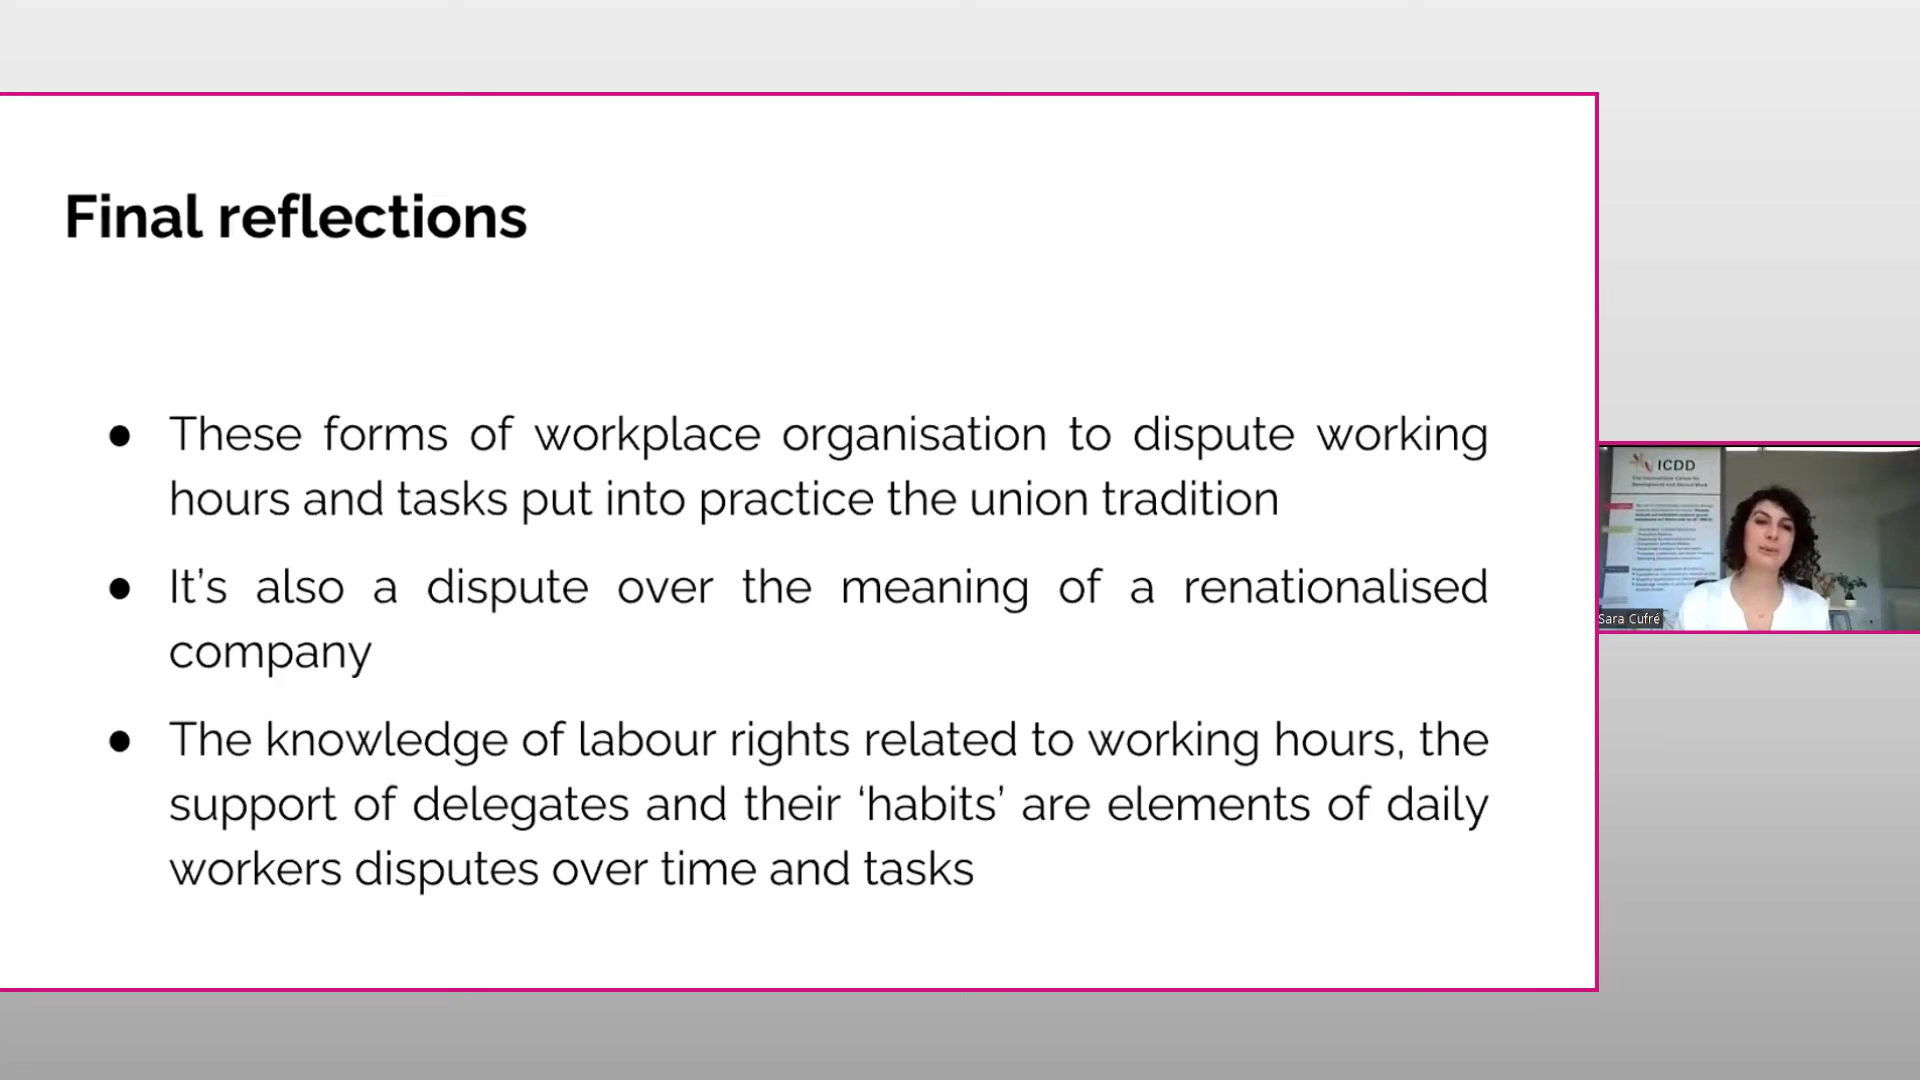 Final reflections
These forms of workplace organisation to dispute working
hours and tasks put into practice the union tradition
It’s also a dispute over the meaning of a renationalised
company
The knowledge of labour rights related to working hours, the
support of delegates and their ‘habits’ are elements of daily
workers disputes over time and tasks
ICDD
Sara Cufré